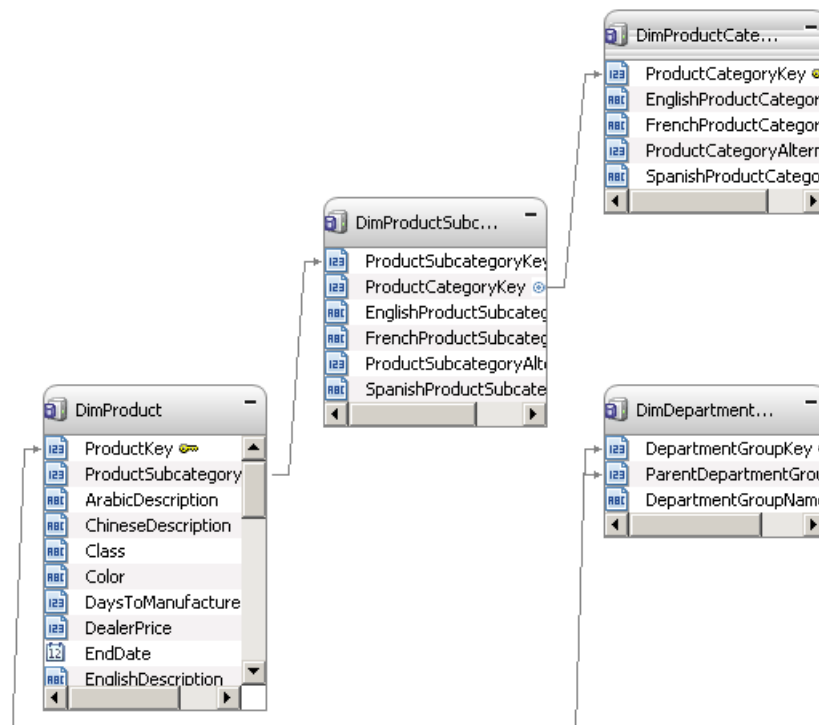 DimProductCate...
ProductCategoryKey
EnglishProductCategor
FrenchProductCategor
ProductCategoryAltern
SpanishProductCatego
DimProductSubc...
ProductSubcategoryKey
ProductCategoryKey
EnglishProductSubcateg
FrenchProductSubcateg
ProductSubcategoryAlt
SpanishProductSubcate
DimProduct
ProductKey
ProductSubcategory
ArabicDescription
ChineseDescription
Class
Color
DaysToManufacture
DealerPrice
EndDate
EnglishDescription
DimDepartment...
DepartmentGroupKey
ParentDepartmentGrou
DepartmentGroupName